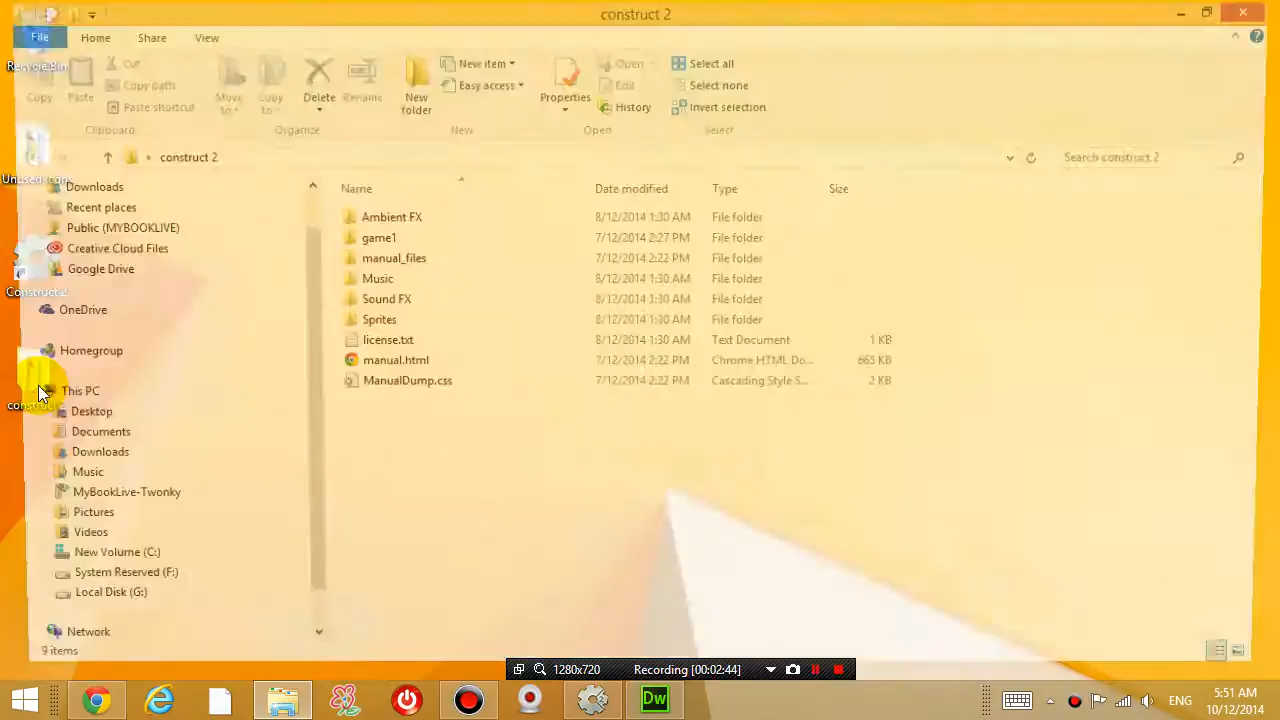 construct 2
File Home Share View
Recycle Bin
Cut
Copy path
Paste shortcut
Copy Paste
Move to Copy to Delete Rename
New folder
New item
Easy access
Properties
Open
Edit
History
Select all
Select none
Invert selection
Clipboard Organize New Open Select
construct 2
Search construct 2
Name Date modified Type Size
Downloads
Recent places
Public (MYBOOKLIVE)
Creative Cloud Files
Google Drive
Construct 2
OneDrive
Homegroup
This PC
Desktop
Documents
Downloads
Music
MyBookLive-Twonky
Pictures
Videos
New Volume (C:)
System Reserved (F:)
Local Disk (G:)
Network
Ambient FX 8/12/2014 1:30 AM File folder
game1 7/12/2014 2:27 PM File folder
manual_files 7/12/2014 2:22 PM File folder
Music 8/12/2014 1:30 AM File folder
Sound FX 8/12/2014 1:30 AM File folder
Sprites 8/12/2014 1:30 AM File folder
license.txt 8/12/2014 1:30 AM Text Document 1 KB
manual.html 7/12/2014 2:22 PM Chrome HTML Do... 663 KB
ManualDump.css 7/12/2014 2:22 PM Cascading Style S... 2 KB
9 items
1280x720 Recording [00:02:44]
Dw
ENG
5:51 AM
10/12/2014